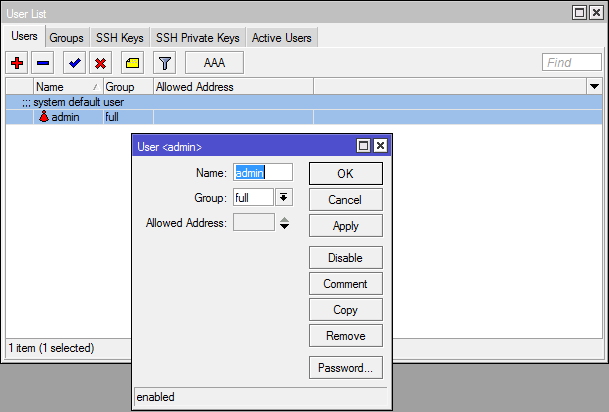 User List
Users Groups SSH Keys SSH Private Keys Active Users
AAA Find
Name Group Allowed Address
;;; system default user
admin full
User <admin>
Name: admin OK
Group: full Cancel
Allowed Address: Apply
Disable
Comment
Copy
Remove
Password...
enabled
1 item (1 selected)